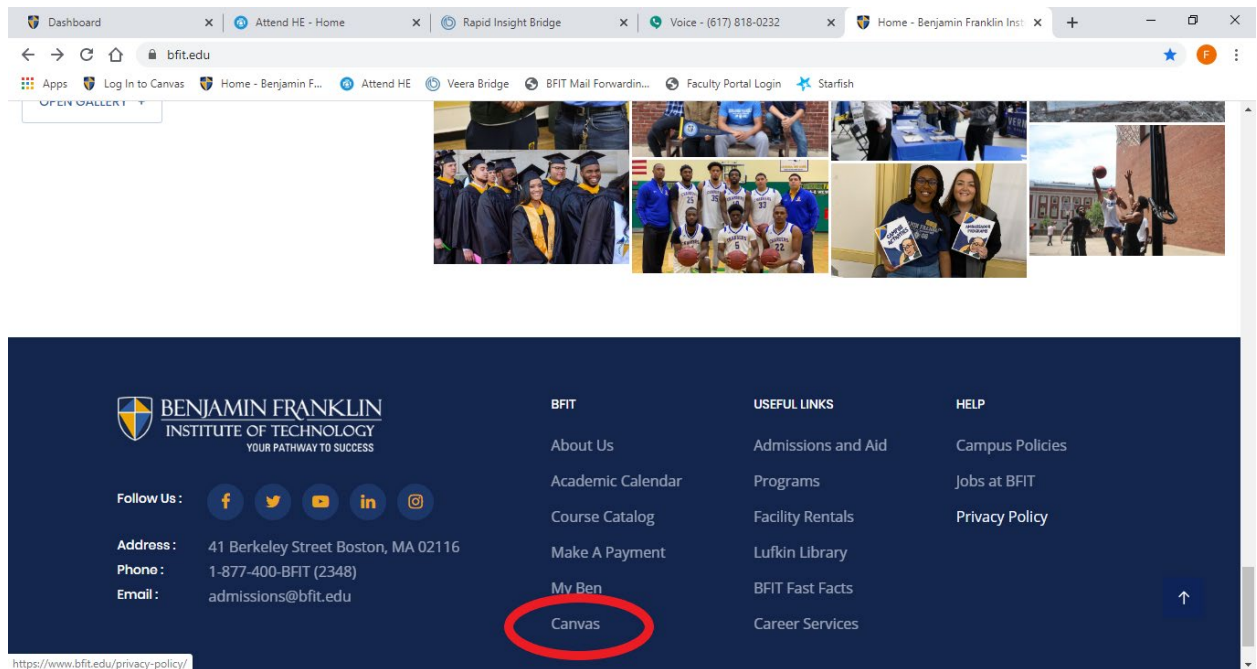 Dashboard
Attend HE - Home
Rapid Insight Bridge
Voice - (617) 818-0232
Home - Benjamin Franklin Inst
bfit.edu
F
Apps
Log In to Canvas
Home - Benjamin F...
Attend HE
Veera Bridge
BFIT Mail Forwardin...
Faculty Portal Login
Starfish
OPEN GALLERY +
BENJAMIN FRANKLIN
INSTITUTE OF TECHNOLOGY
YOUR PATHWAY TO SUCCESS
Follow Us :
Address : 41 Berkeley Street Boston, MA 02116
Phone : 1-877-400-BFIT (2348)
Email : admissions@bfit.edu
BFIT
About Us
Academic Calendar
Course Catalog
Make A Payment
My Ben
Canvas
USEFUL LINKS
Admissions and Aid
Programs
Facility Rentals
Lufkin Library
BFIT Fast Facts
Career Services
HELP
Campus Policies
Jobs at BFIT
Privacy Policy
https://www.bfit.edu/privacy-policy/